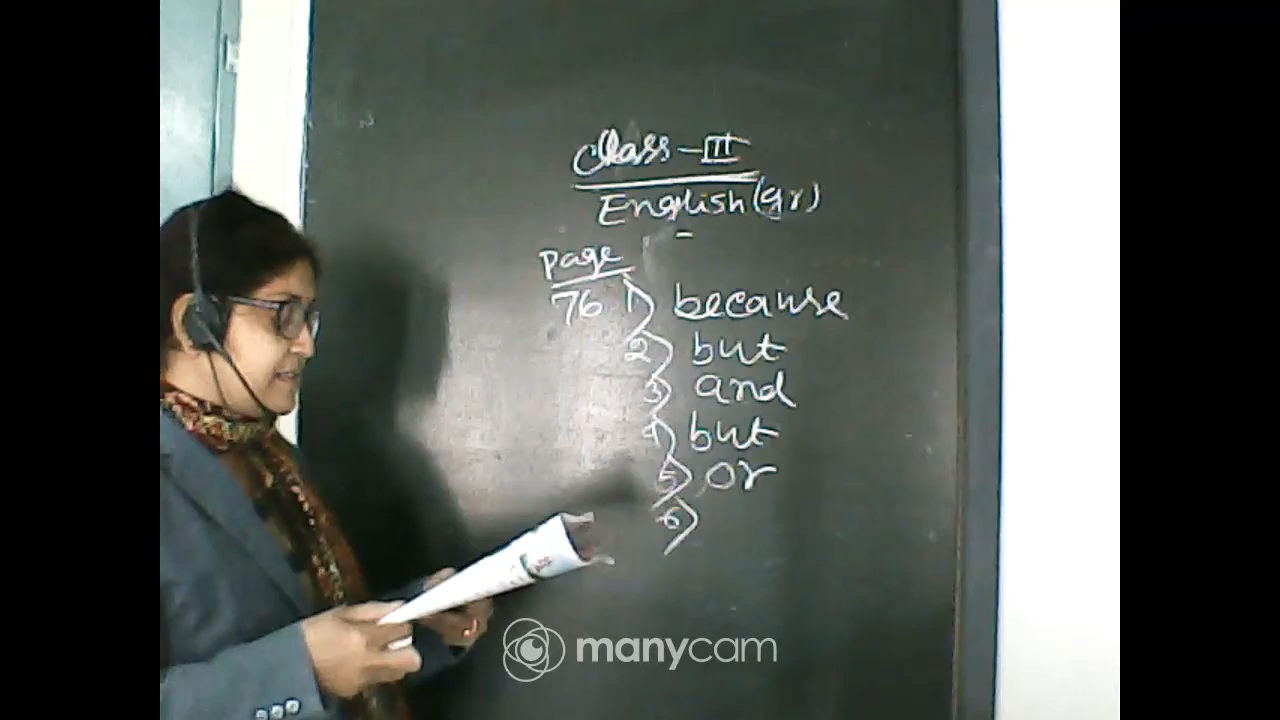 Class - III
English (gr)
Page
76 1) because
2) but
3) and
4) but
5) or
6)
manycam